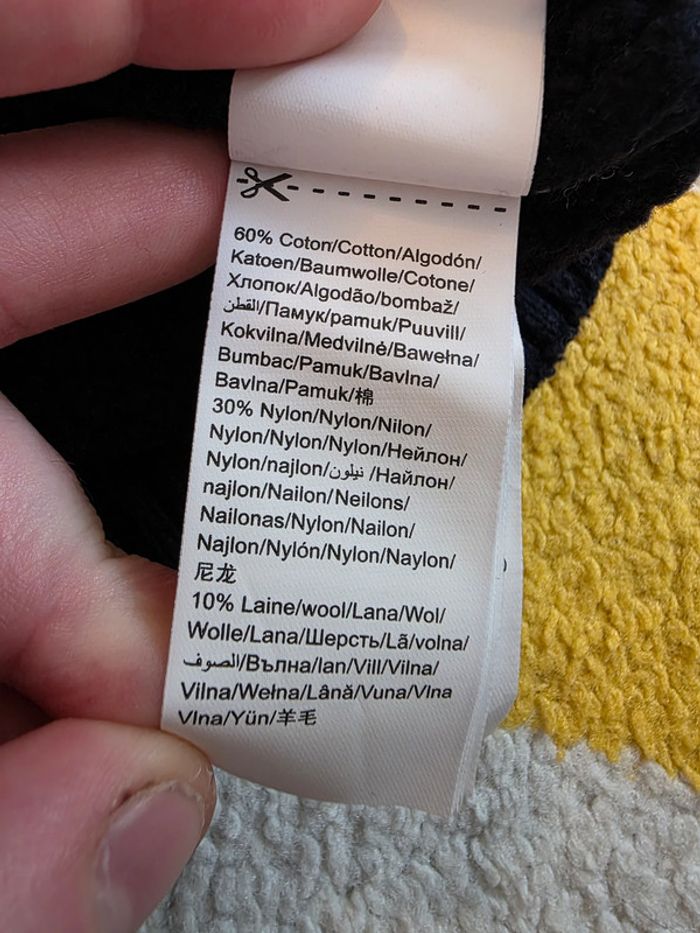 60% Coton/Cotton/Algodón/
Katoen/Baumwolle/Cotone/
Хлопок/Algodão/bombaž/
القطن/Памук/pamuk/Puuvill/
Kokvilna/Medvilnė/Bawełna/
Bumbac/Pamuk/Bavlna/
Bavlna/Pamuk/棉
30% Nylon/Nylon/Nilon/
Nylon/Nylon/Nylon/Нейлон/
Nylon/najlon/نيلون /Найлон/
najlon/Nailon/Neilons/
Nailonas/Nylon/Nailon/
Najlon/Nylón/Nylon/Naylon/
尼龙
10% Laine/wool/Lana/Wol/
Wolle/Lana/Шерсть/Lã/volna/
الصوف/Вълна/lan/Vill/Vilna/
Vilna/Wełna/Lână/Vuna/Vlna
Vlna/Yün/羊毛